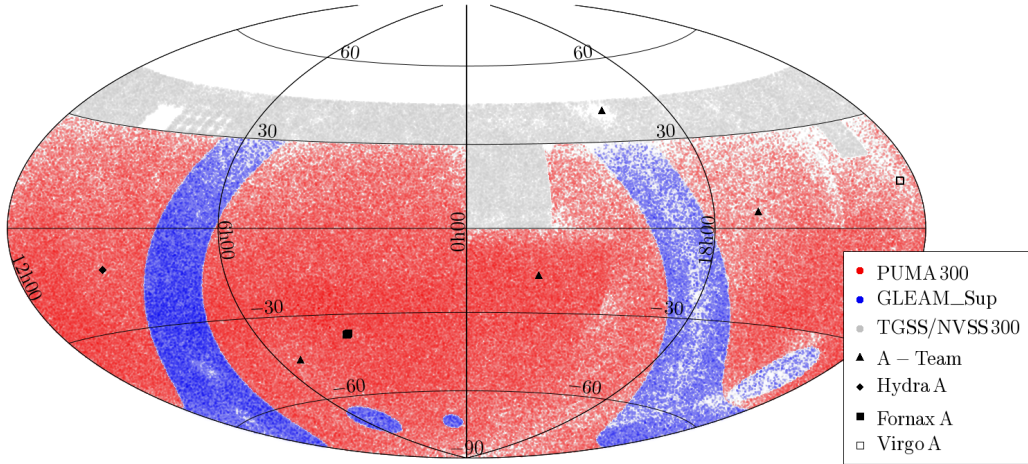 60
60
30
30
12h00
6h00
0h00
18h00
−30
−30
−60
−60
−90
PUMA 300
GLEAM_Sup
TGSS/NVSS 300
A − Team
Hydra A
Fornax A
Virgo A